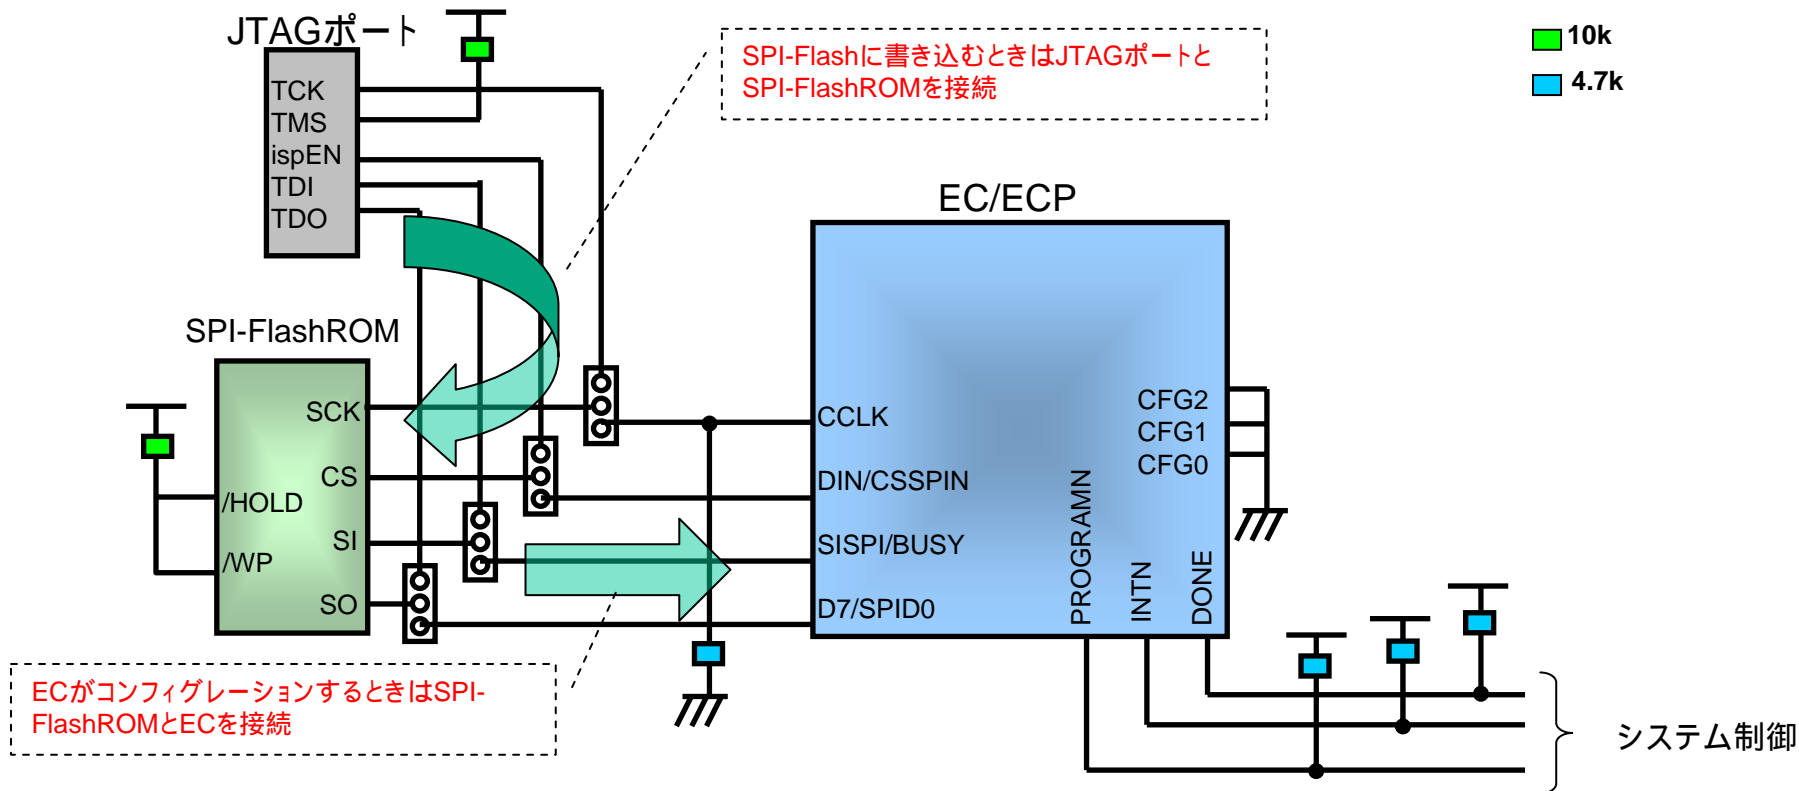 JTAGポート
TCK
TMS
ispEN
TDI
TDO
SPI-Flashに書き込むときはJTAGポートと
SPI-FlashROMを接続
10k
4.7k
EC/ECP
SPI-FlashROM
SCK
CS
/HOLD
SI
/WP
SO
CCLK
DIN/CSSPIN
SISPI/BUSY
D7/SPID0
CFG2
CFG1
CFG0
PROGRAMN
INTN
DONE
ECがコンフィグレーションするときはSPI-
FlashROMとECを接続
システム制御